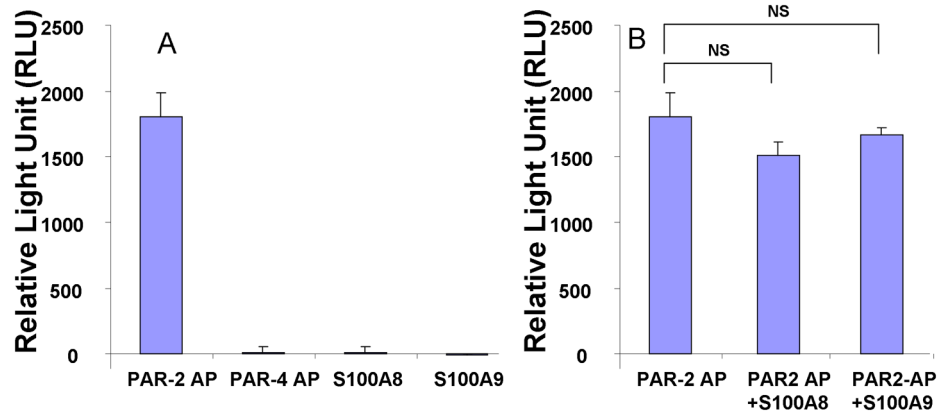 A
Relative Light Unit (RLU)
2500
2000
1500
1000
500
0
PAR-2 AP
PAR-4 AP
S100A8
S100A9
B
Relative Light Unit (RLU)
2500
2000
1500
1000
500
0
NS
NS
PAR-2 AP
PAR2 AP
+S100A8
PAR2-AP
+S100A9